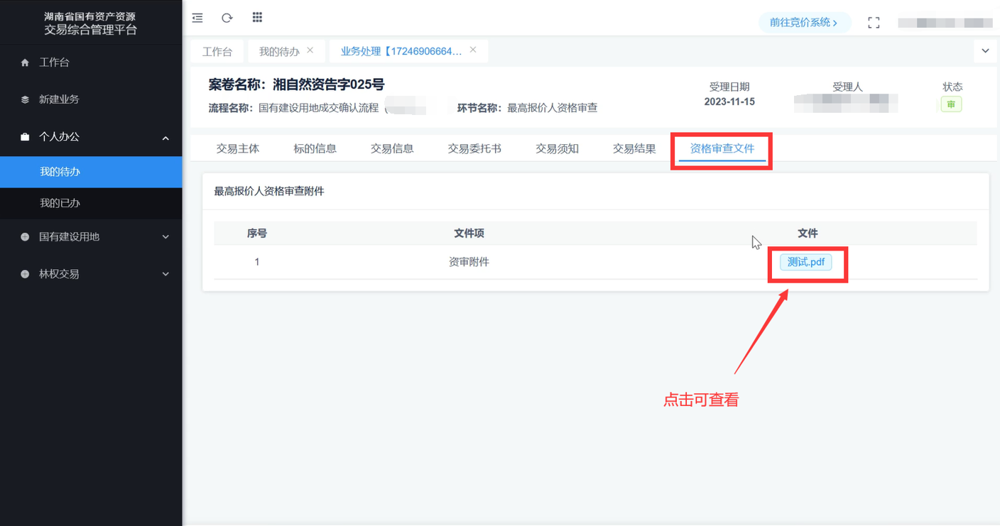 湖南省国有资产资源
交易综合管理平台
前往竞价系统
工作台
我的待办
业务处理【17246906664...
工作台
新建业务
个人办公
我的待办
我的已办
国有建设用地
林权交易
案卷名称：湘自然资告字025号
流程名称：国有建设用地成交确认流程（
环节名称：最高报价人资格审查
受理日期
2023-11-15
受理人
状态
审
交易主体
标的信息
交易信息
交易委托书
交易须知
交易结果
资格审查文件
最高报价人资格审查附件
序号 文件项 文件
1 资审附件 测试.pdf
点击可查看